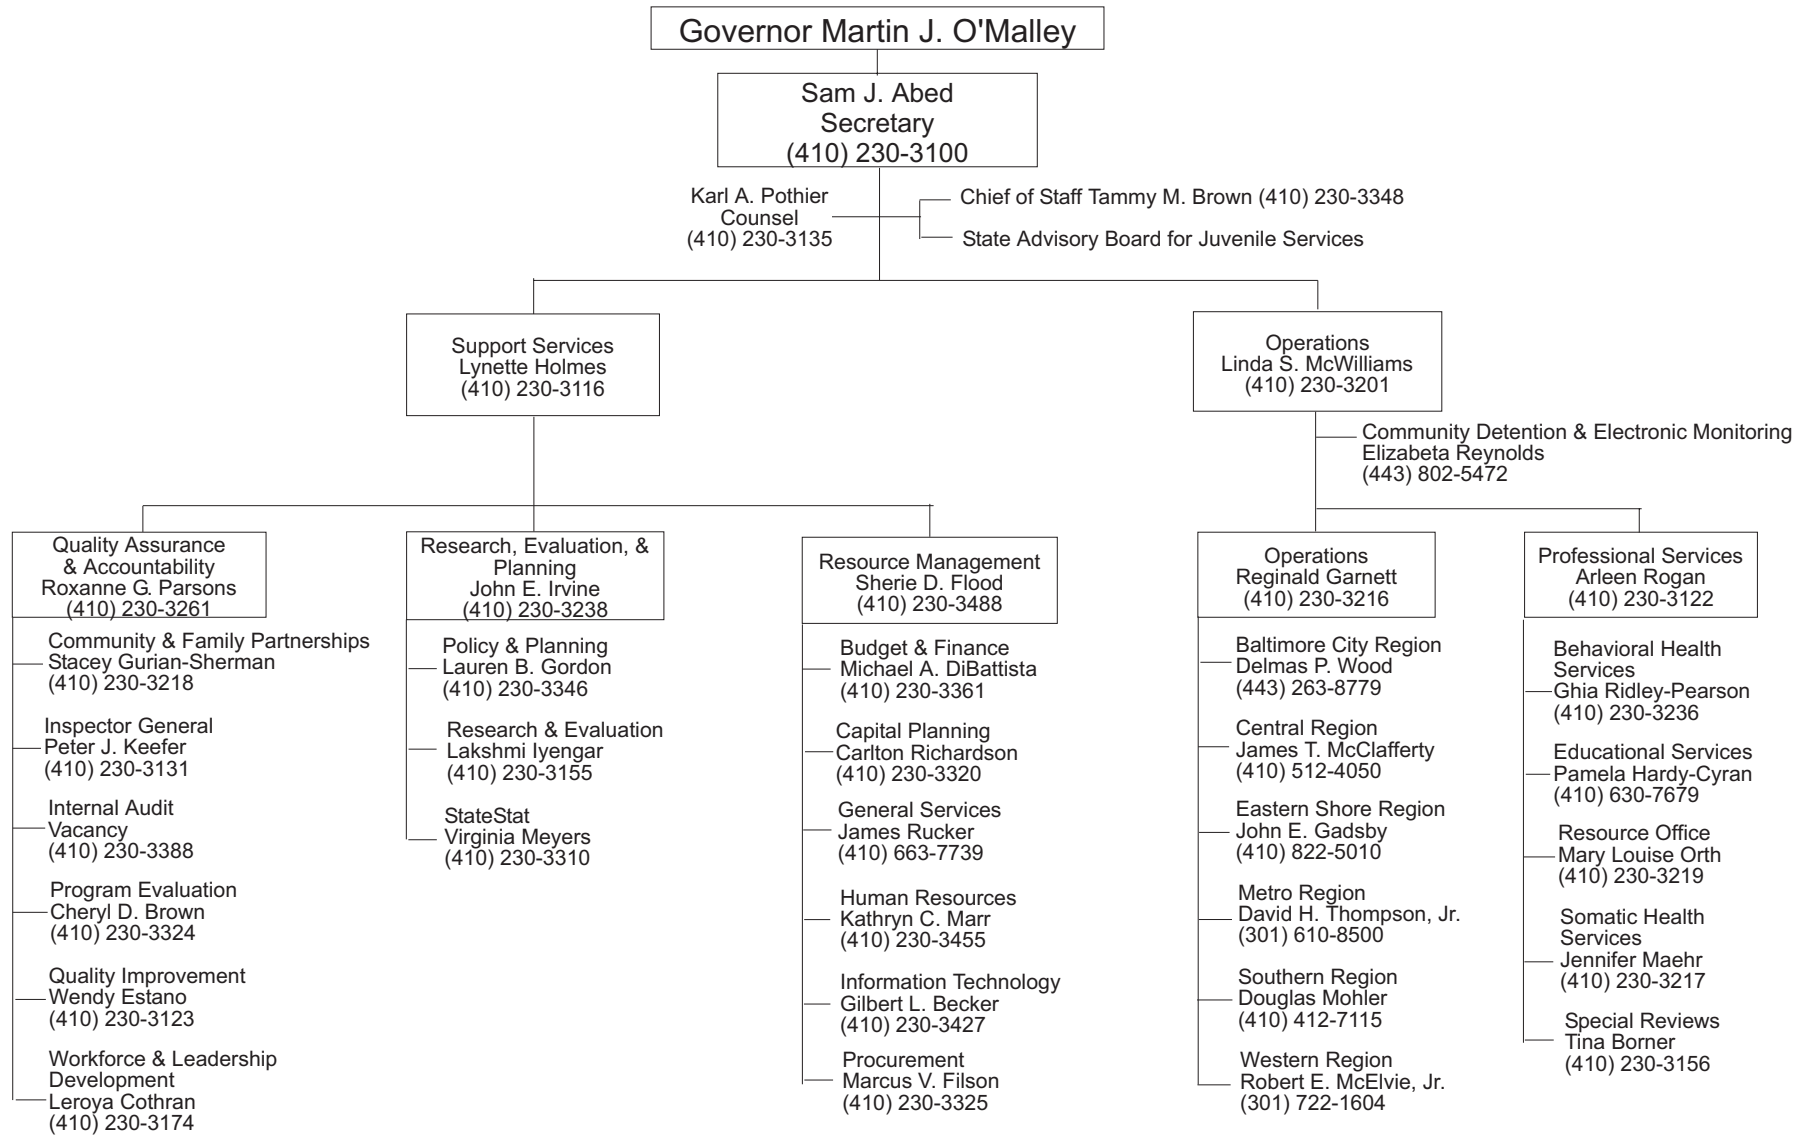 Governor Martin J. O'Malley
Sam J. Abed
Secretary
(410) 230-3100
Karl A. Pothier
Counsel
(410) 230-3135
Chief of Staff Tammy M. Brown (410) 230-3348
State Advisory Board for Juvenile Services
Support Services
Lynette Holmes
(410) 230-3116
Operations
Linda S. McWilliams
(410) 230-3201
Community Detention & Electronic Monitoring
Elizabeta Reynolds
(443) 802-5472
Quality Assurance
& Accountability
Roxanne G. Parsons
(410) 230-3261
Community & Family Partnerships
Stacey Gurian-Sherman
(410) 230-3218
Inspector General
Peter J. Keefer
(410) 230-3131
Internal Audit
Vacancy
(410) 230-3388
Program Evaluation
Cheryl D. Brown
(410) 230-3324
Quality Improvement
Wendy Estano
(410) 230-3123
Workforce & Leadership
Development
Leroya Cothran
(410) 230-3174
Research, Evaluation, &
Planning
John E. Irvine
(410) 230-3238
Policy & Planning
Lauren B. Gordon
(410) 230-3346
Research & Evaluation
Lakshmi Iyengar
(410) 230-3155
StateStat
Virginia Meyers
(410) 230-3310
Resource Management
Sherie D. Flood
(410) 230-3488
Budget & Finance
Michael A. DiBattista
(410) 230-3361
Capital Planning
Carlton Richardson
(410) 230-3320
General Services
James Rucker
(410) 663-7739
Human Resources
Kathryn C. Marr
(410) 230-3455
Information Technology
Gilbert L. Becker
(410) 230-3427
Procurement
Marcus V. Filson
(410) 230-3325
Operations
Reginald Garnett
(410) 230-3216
Baltimore City Region
Delmas P. Wood
(443) 263-8779
Central Region
James T. McClafferty
(410) 512-4050
Eastern Shore Region
John E. Gadsby
(410) 822-5010
Metro Region
David H. Thompson, Jr.
(301) 610-8500
Southern Region
Douglas Mohler
(410) 412-7115
Western Region
Robert E. McElvie, Jr.
(301) 722-1604
Professional Services
Arleen Rogan
(410) 230-3122
Behavioral Health
Services
Ghia Ridley-Pearson
(410) 230-3236
Educational Services
Pamela Hardy-Cyran
(410) 630-7679
Resource Office
Mary Louise Orth
(410) 230-3219
Somatic Health
Services
Jennifer Maehr
(410) 230-3217
Special Reviews
Tina Borner
(410) 230-3156